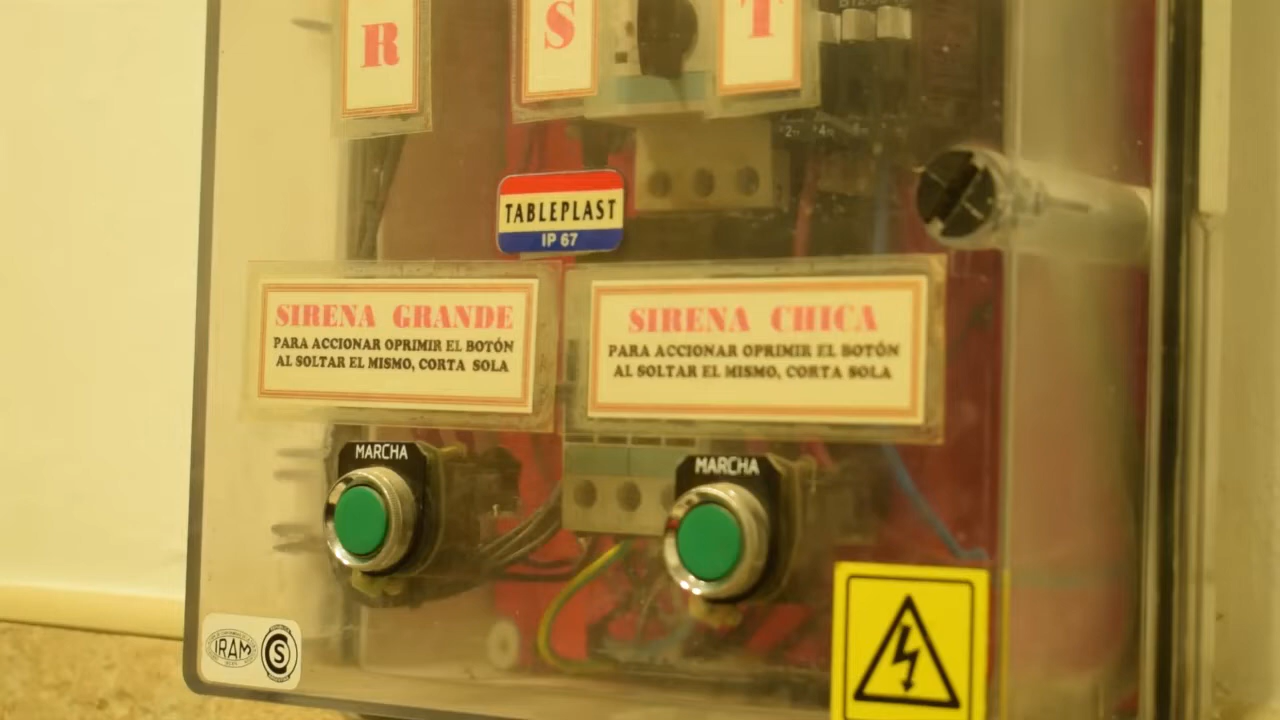 R S T
TABLEPLAST
IP 67
SIRENA GRANDE
PARA ACCIONAR OPRIMIR EL BOTÓN
AL SOLTAR EL MISMO, CORTA SOLA
SIRENA CHICA
PARA ACCIONAR OPRIMIR EL BOTÓN
AL SOLTAR EL MISMO, CORTA SOLA
MARCHA
MARCHA
IRAM
S